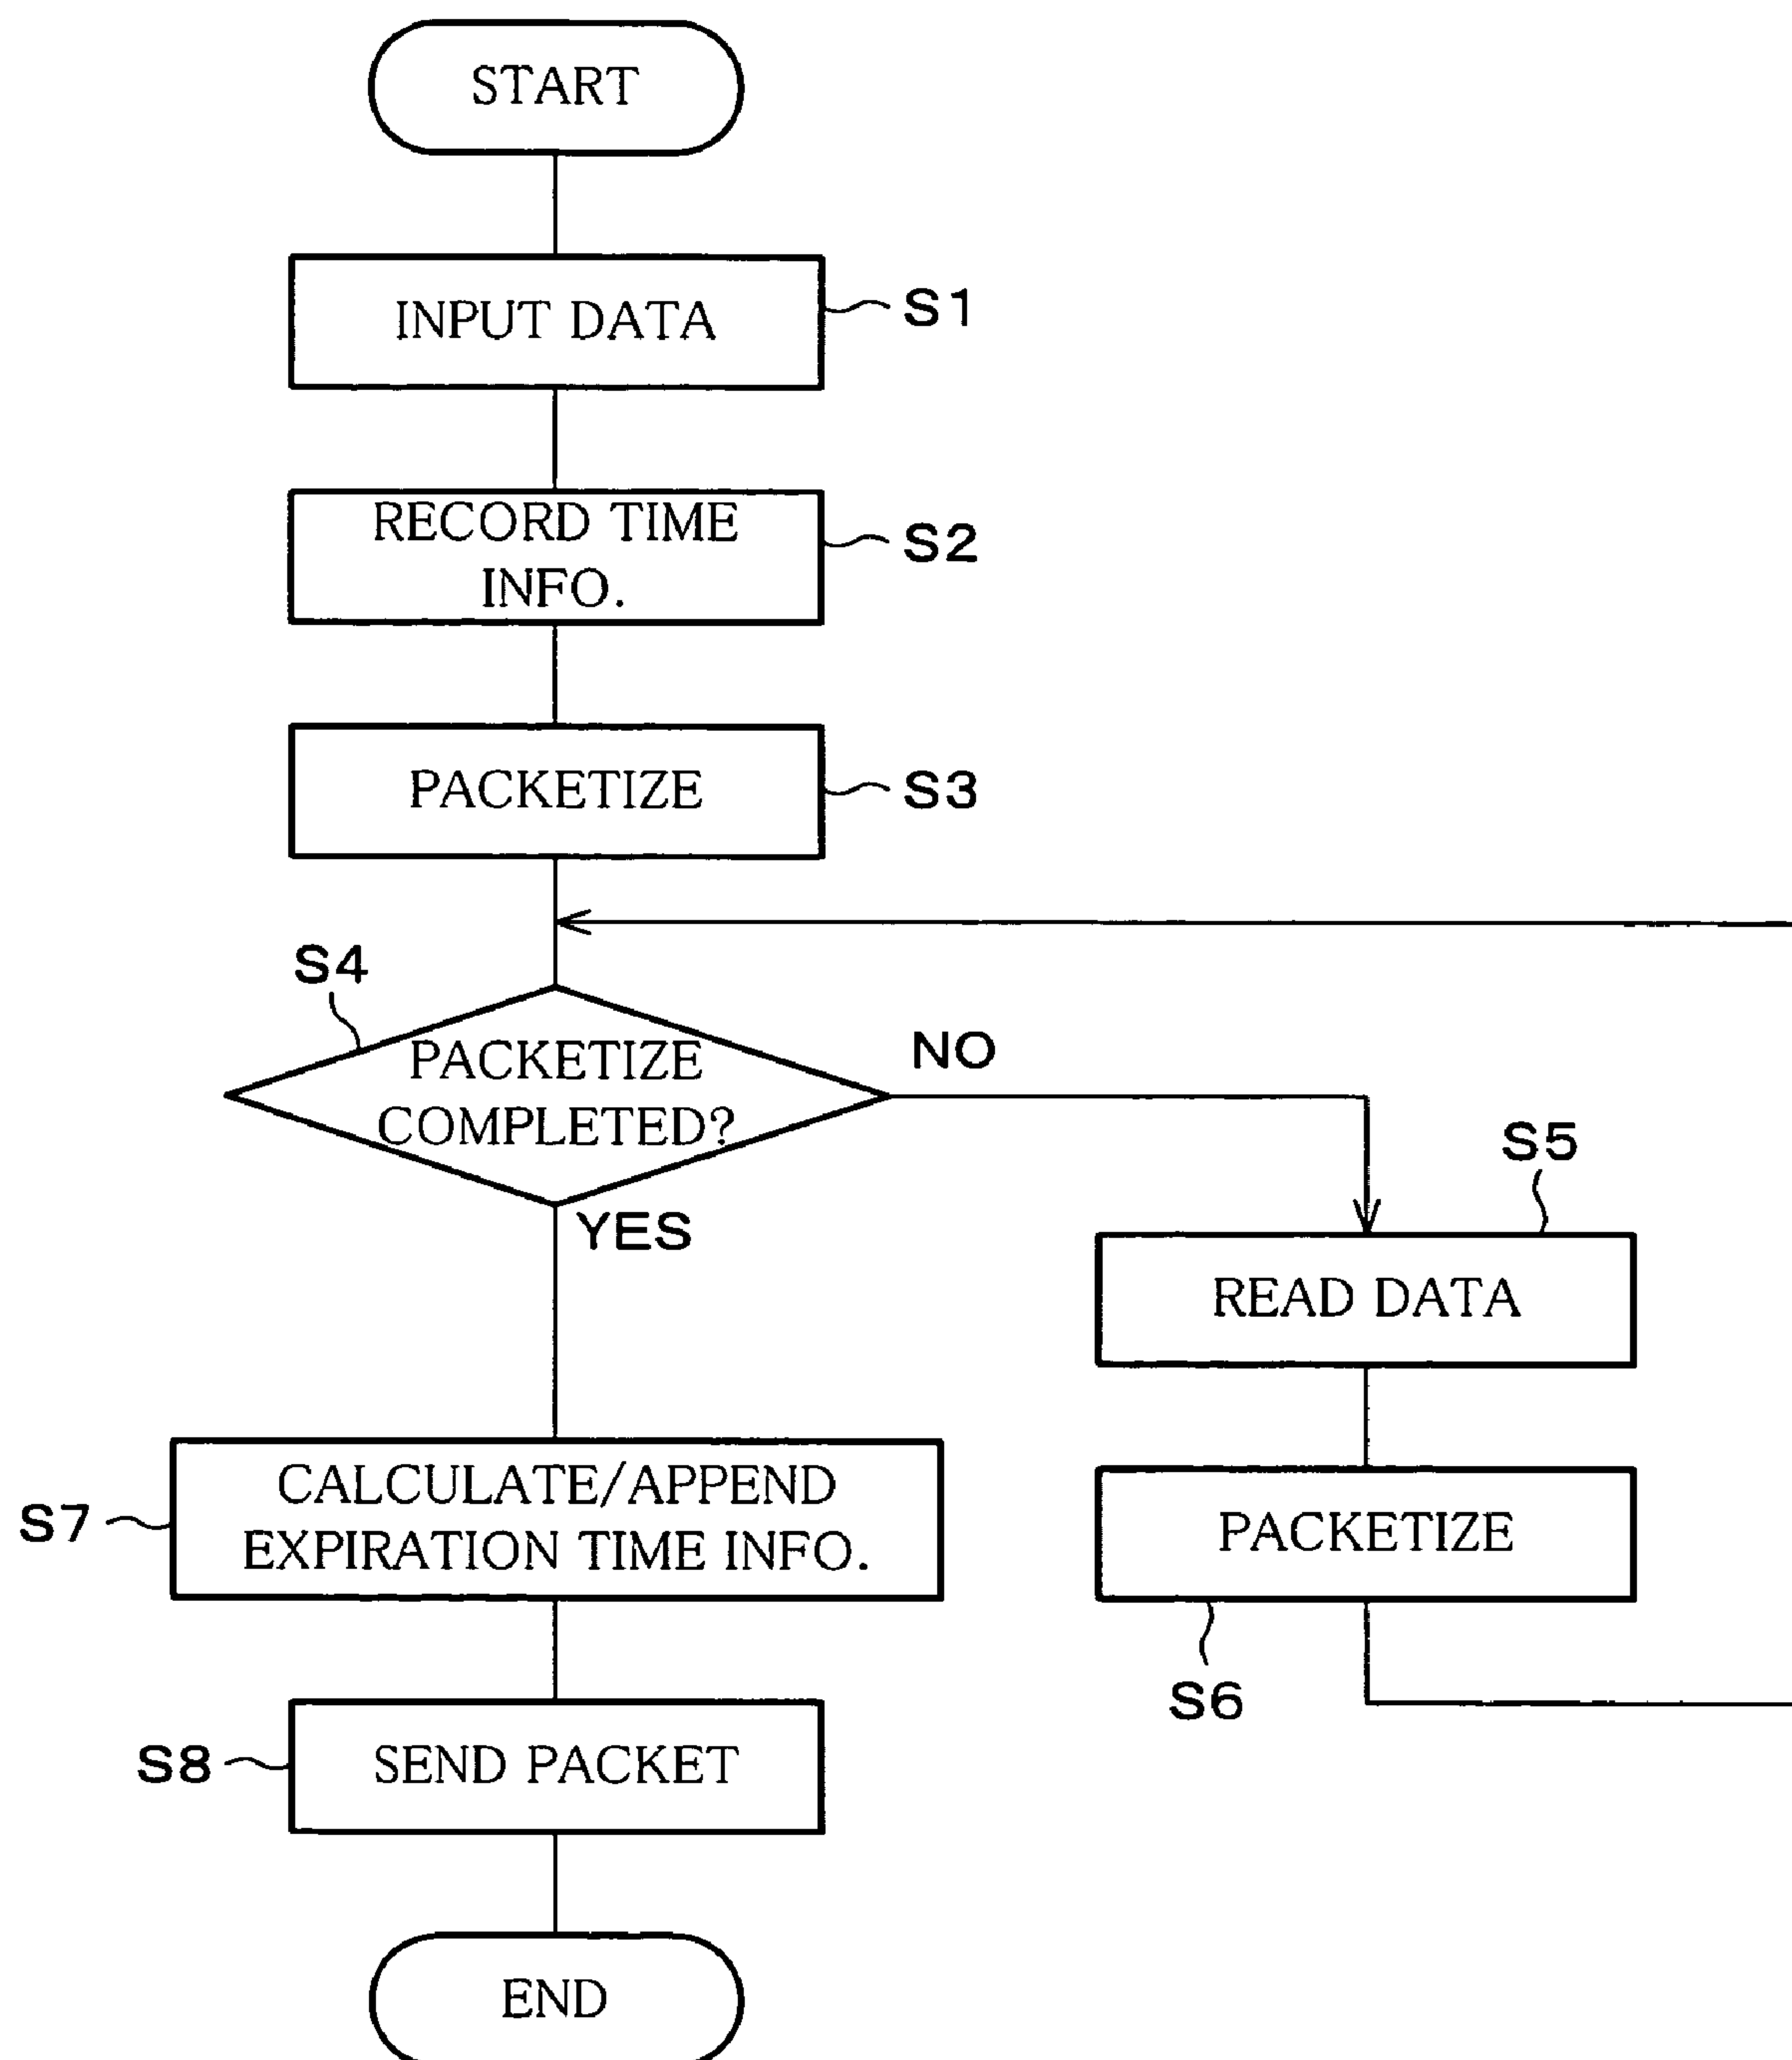 START
INPUT DATA
S1
RECORD TIME
INFO.
S2
PACKETIZE
S3
S4
PACKETIZE
COMPLETED?
NO
YES
S5
READ DATA
PACKETIZE
S6
S7
CALCULATE/APPEND
EXPIRATION TIME INFO.
S8
SEND PACKET
END